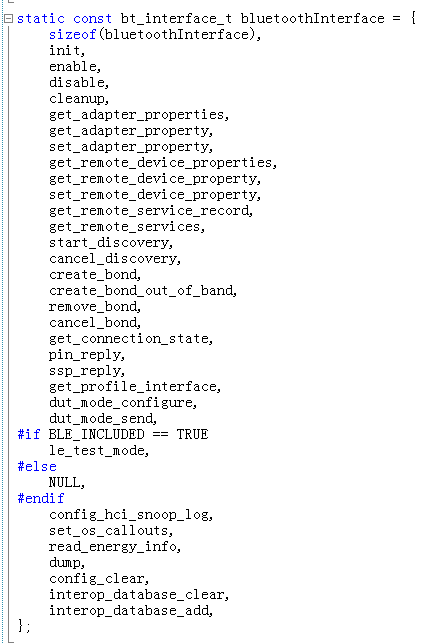 static const bt_interface_t bluetoothInterface = {
    sizeof(bluetoothInterface),
    init,
    enable,
    disable,
    cleanup,
    get_adapter_properties,
    get_adapter_property,
    set_adapter_property,
    get_remote_device_properties,
    get_remote_device_property,
    set_remote_device_property,
    get_remote_service_record,
    get_remote_services,
    start_discovery,
    cancel_discovery,
    create_bond,
    create_bond_out_of_band,
    remove_bond,
    cancel_bond,
    get_connection_state,
    pin_reply,
    ssp_reply,
    get_profile_interface,
    dut_mode_configure,
    dut_mode_send,
#if BLE_INCLUDED == TRUE
    le_test_mode,
#else
    NULL,
#endif
    config_hci_snoop_log,
    set_os_callouts,
    read_energy_info,
    dump,
    config_clear,
    interop_database_clear,
    interop_database_add,
};